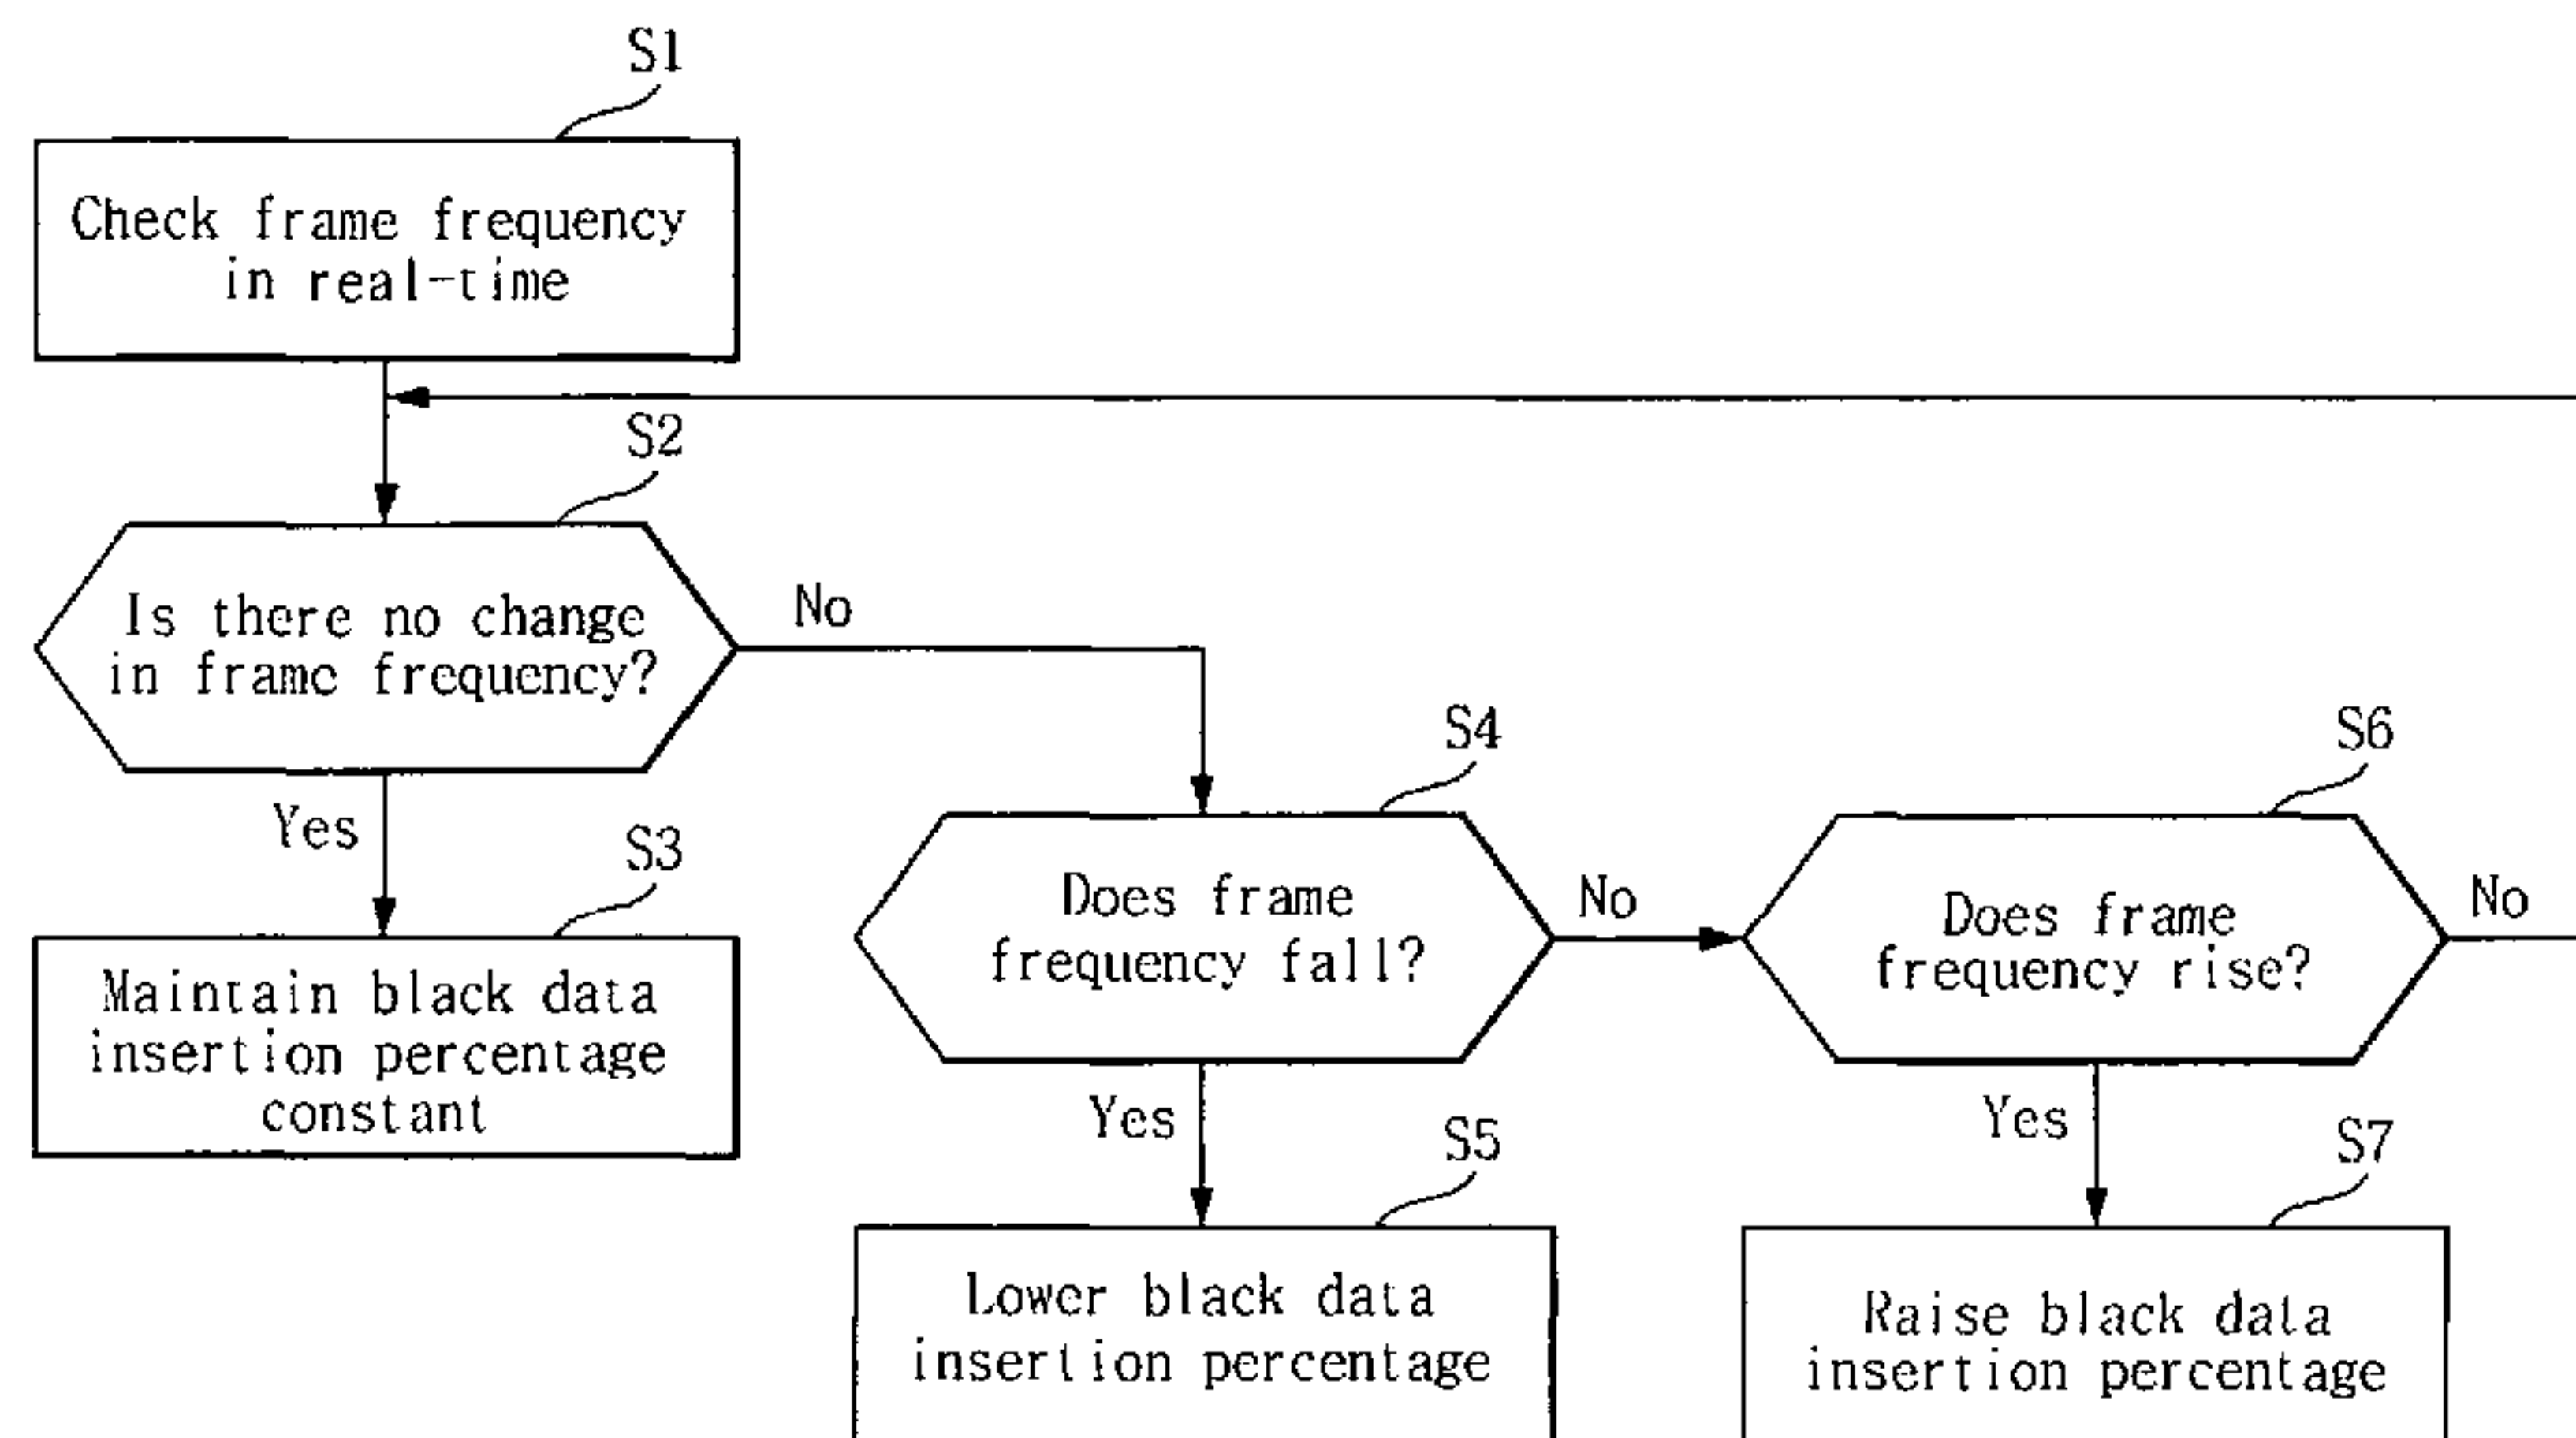 S1
Check frame frequency
in real-time
S2
Is there no change
in frame frequency?
No
Yes
S3
Maintain black data
insertion percentage
constant
S4
Does frame
frequency fall?
No
Yes
S5
Lower black data
insertion percentage
S6
Does frame
frequency rise?
No
Yes
S7
Raise black data
insertion percentage